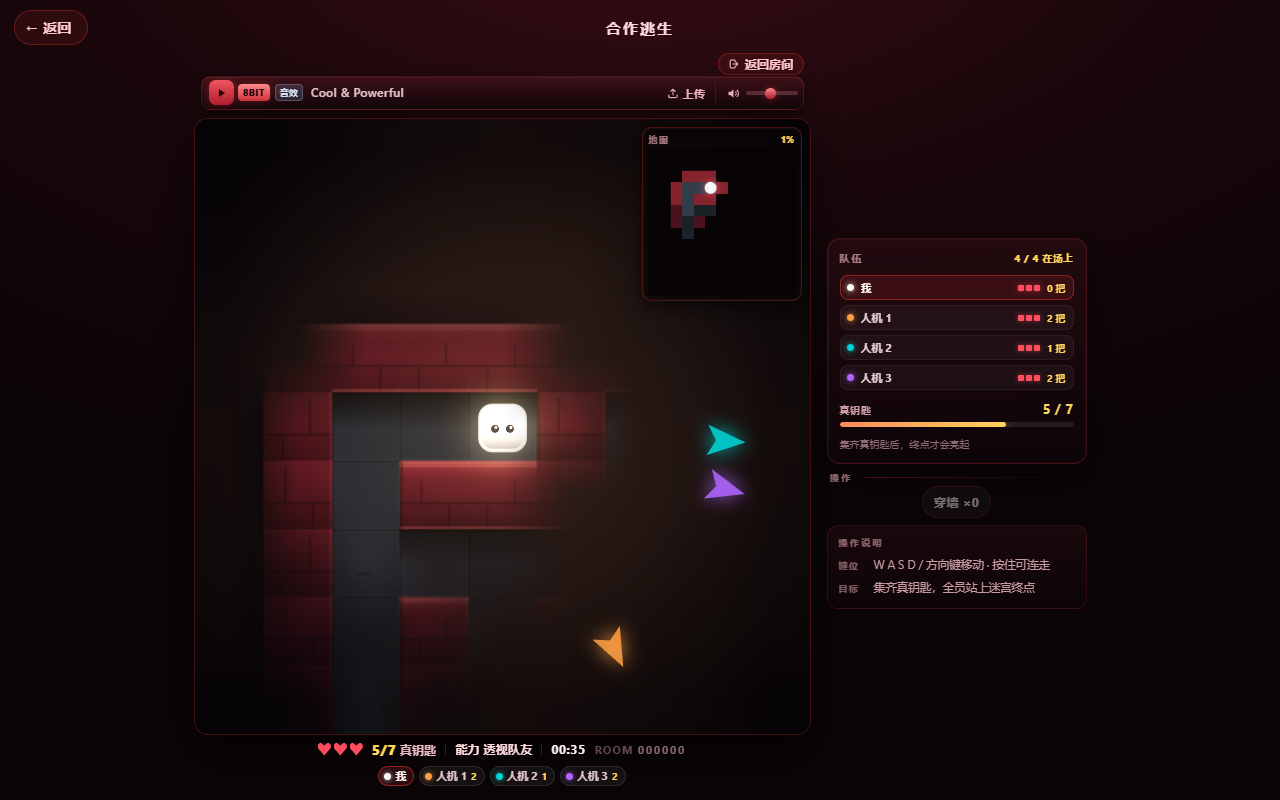 ← 返回
合作逃生
返回房间
8BIT 音效 Cool & Powerful 上传
地图 1%
队伍 4 / 4 在场上
我 0 把
人机 1 2 把
人机 2 1 把
人机 3 2 把
真钥匙 5 / 7
集齐真钥匙后，终点才会亮起
操作
穿墙 ×0
操作说明
键位 W A S D / 方向键移动 · 按住可连走
目标 集齐真钥匙，全员站上迷宫终点
5/7 真钥匙 能力 透视队友 00:35 ROOM 000000
我 人机 1 2 人机 2 1 人机 3 2